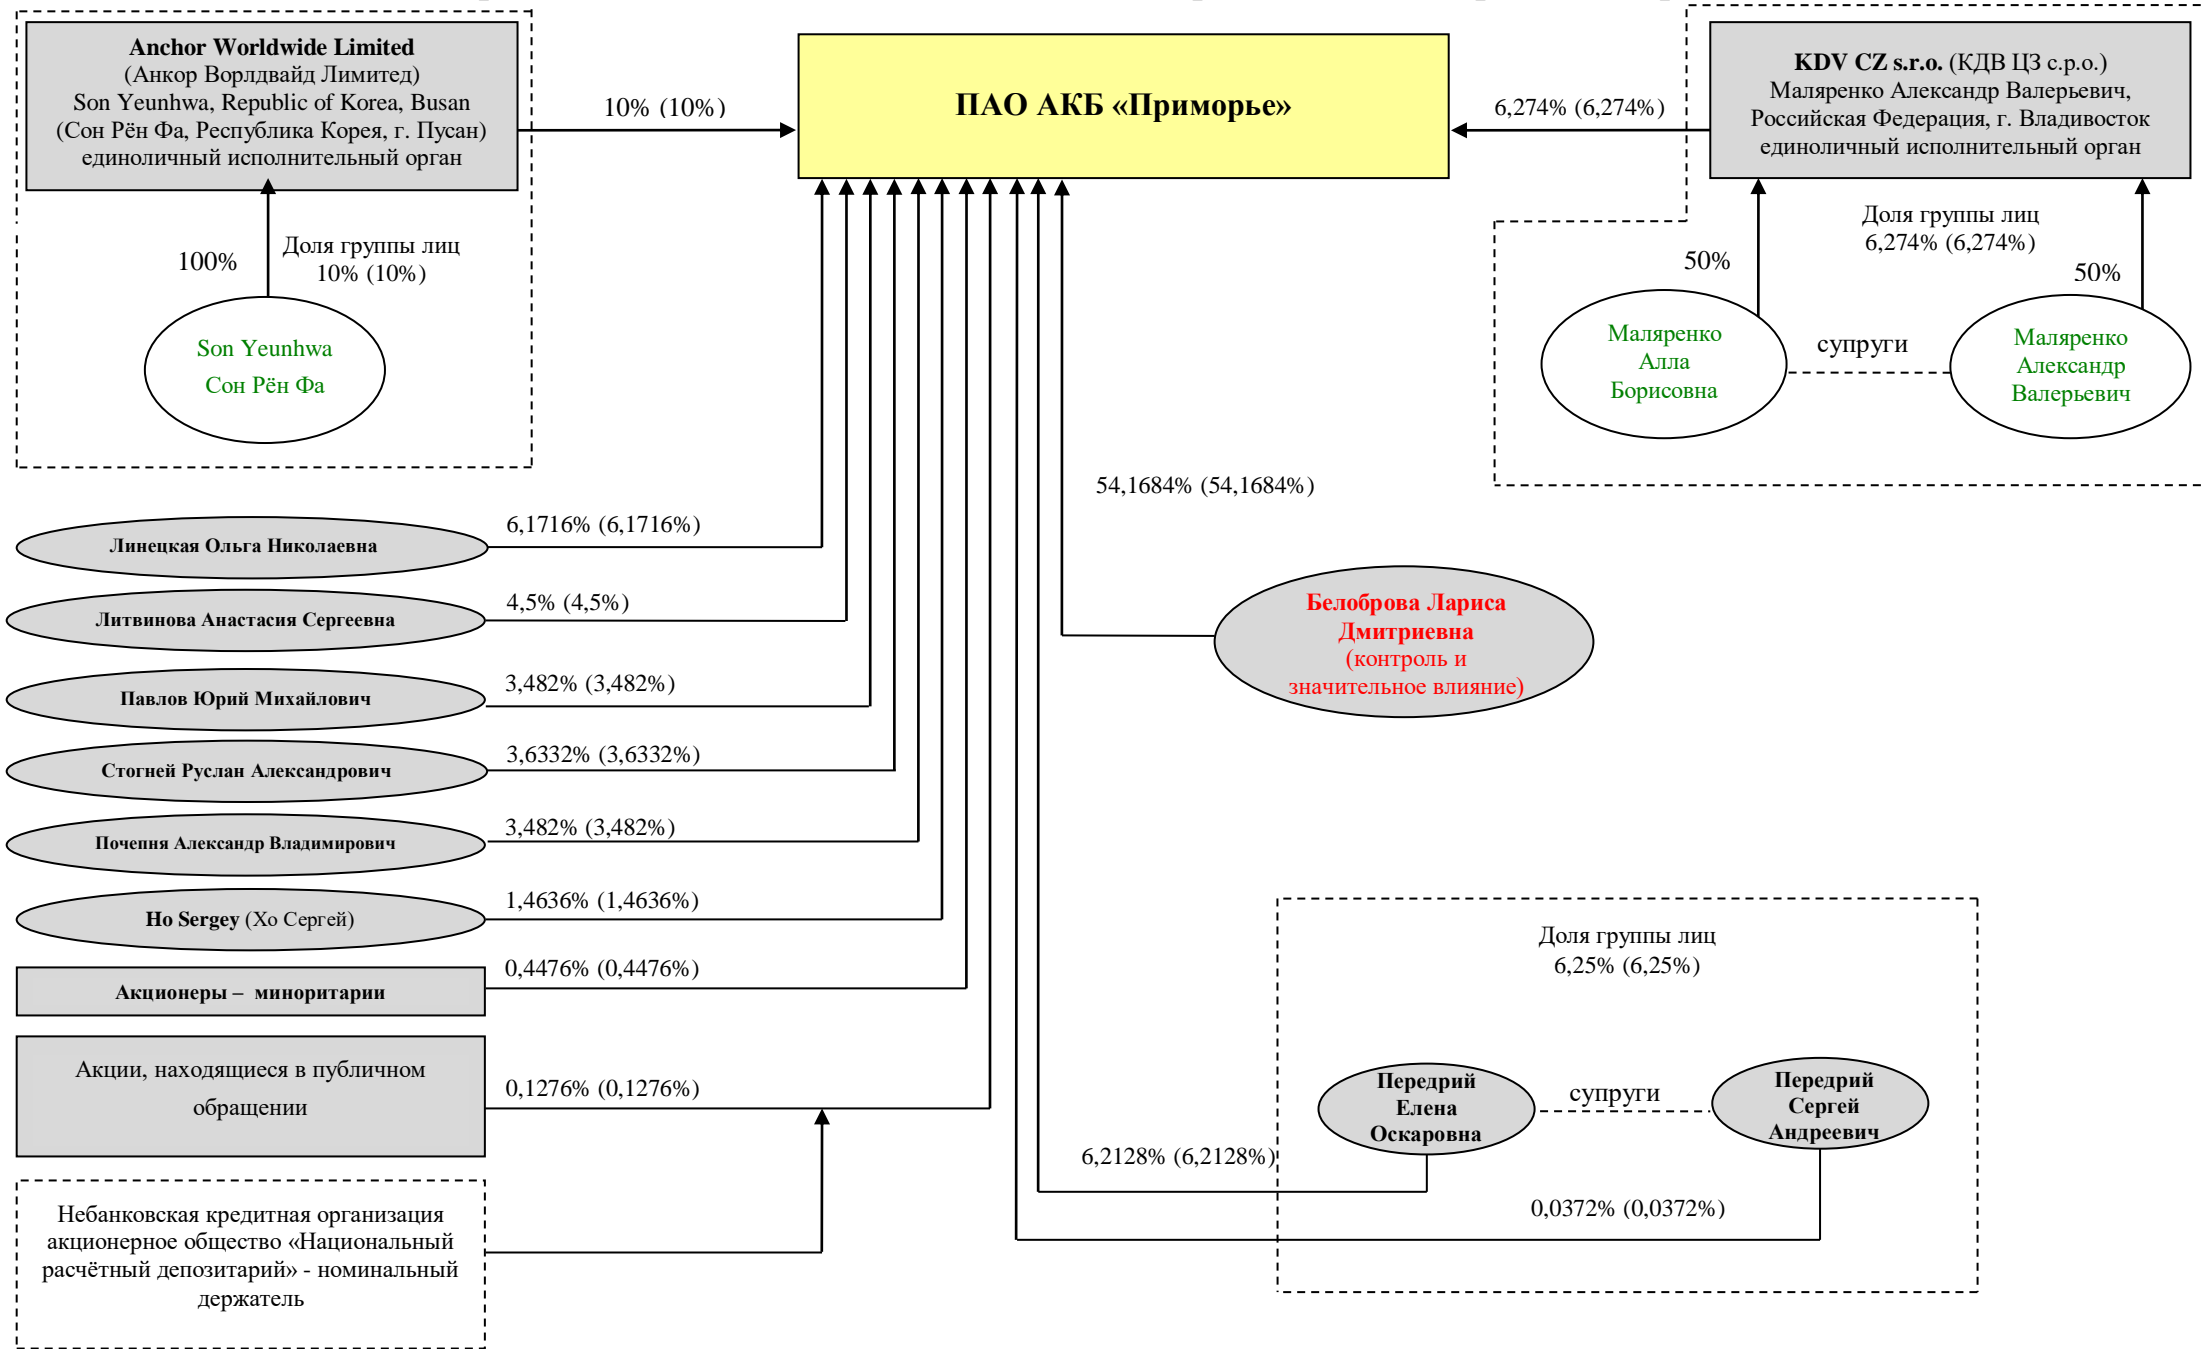 Anchor Worldwide Limited
(Анкор Ворлдвайд Лимитед)
Son Yeunhwa, Republic of Korea, Busan
(Сон Рён Фа, Республика Корея, г. Пусан)
единоличный исполнительный орган
10% (10%)
ПАО АКБ «Приморье»
6,274% (6,274%)
KDV CZ s.r.o. (КДВ ЦЗ с.р.о.)
Маляренко Александр Валерьевич,
Российская Федерация, г. Владивосток
единоличный исполнительный орган
100%
Доля группы лиц
10% (10%)
Son Yeunhwa
Сон Рён Фа
Доля группы лиц
6,274% (6,274%)
50%
50%
Маляренко
Алла
Борисовна
супруги
Маляренко
Александр
Валерьевич
54,1684% (54,1684%)
Линецкая Ольга Николаевна
6,1716% (6,1716%)
Литвинова Анастасия Сергеевна
4,5% (4,5%)
Белоброва Лариса
Дмитриевна
(контроль и
значительное влияние)
Павлов Юрий Михайлович
3,482% (3,482%)
Стогней Руслан Александрович
3,6332% (3,6332%)
Почепня Александр Владимирович
3,482% (3,482%)
Ho Sergey (Хо Сергей)
1,4636% (1,4636%)
Акционеры – миноритарии
0,4476% (0,4476%)
Акции, находящиеся в публичном
обращении
0,1276% (0,1276%)
Доля группы лиц
6,25% (6,25%)
Передрий
Елена
Оскаровна
супруги
Передрий
Сергей
Андреевич
6,2128% (6,2128%)
0,0372% (0,0372%)
Небанковская кредитная организация
акционерное общество «Национальный
расчётный депозитарий» - номинальный
держатель